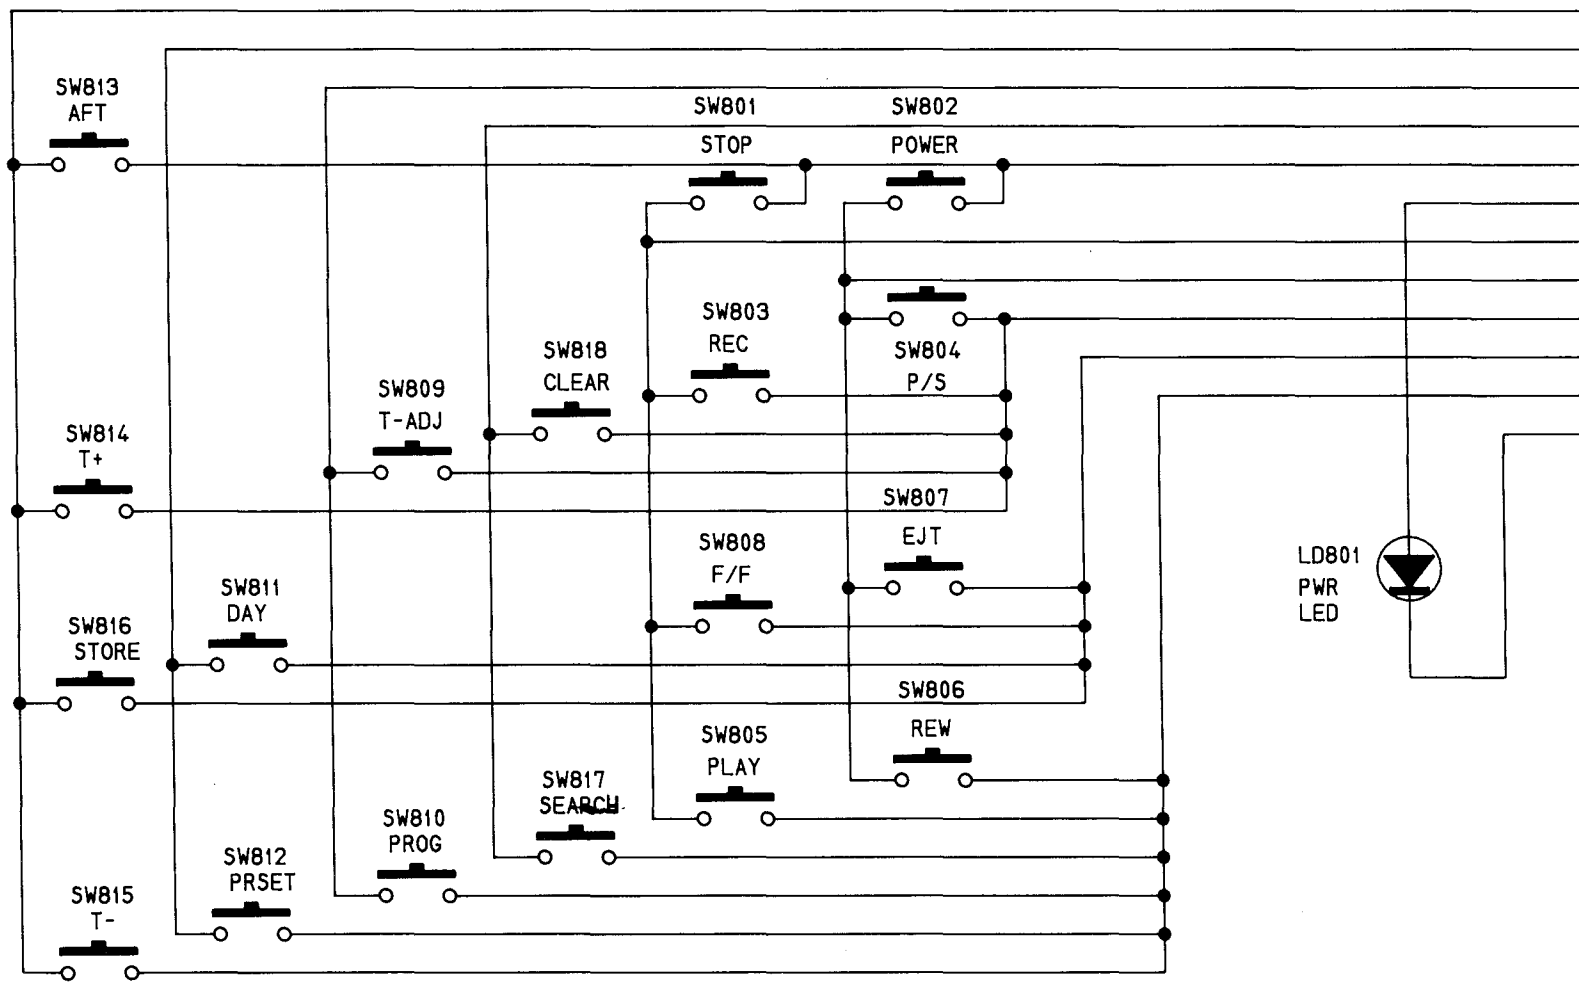 SW813
AFT
SW801
STOP
SW802
POWER
SW803
REC
SW804
P/S
SW818
CLEAR
SW809
T-ADJ
SW814
T+
SW807
EJT
SW808
F/F
LD801
PWR
LED
SW811
DAY
SW816
STORE
SW806
REW
SW805
PLAY
SW817
SEARCH
SW810
PROG
SW812
PRSET
SW815
T-